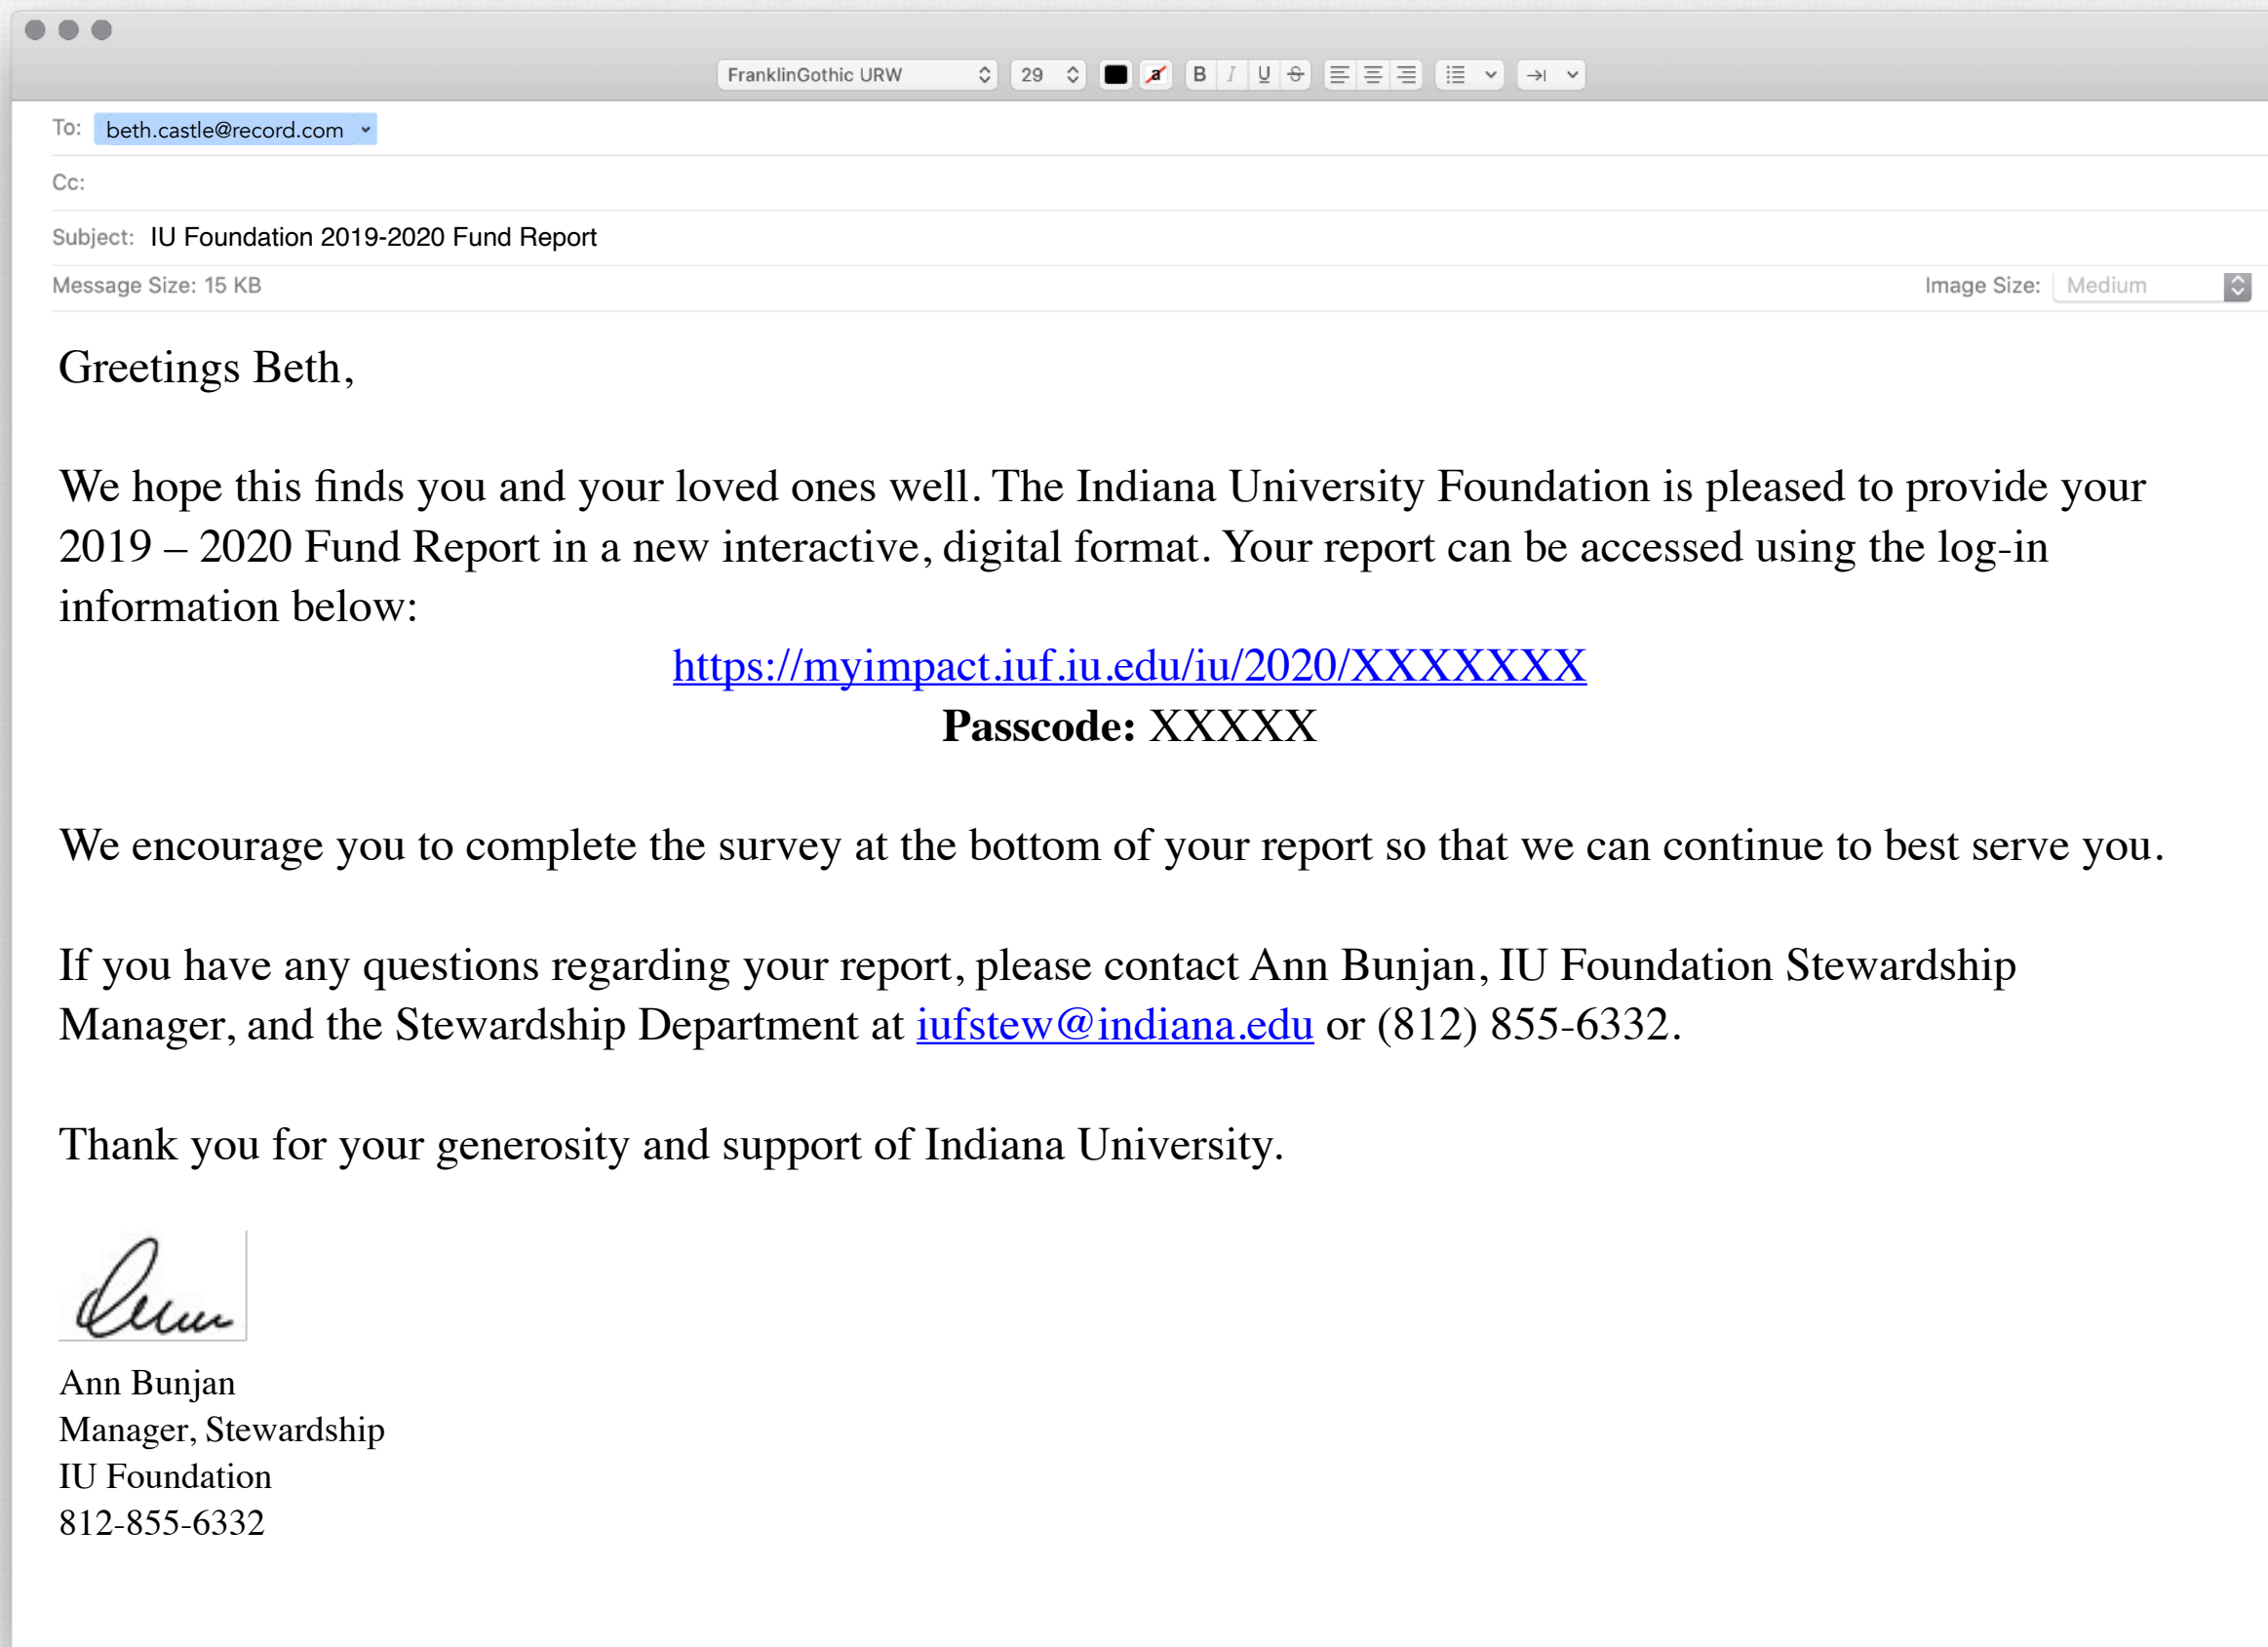 FranklinGothic URW 29 a B I U S
To: beth.castle@record.com
Cc:
Subject: IU Foundation 2019-2020 Fund Report
Message Size: 15 KB Image Size: Medium
Greetings Beth,
We hope this finds you and your loved ones well. The Indiana University Foundation is pleased to provide your
2019 – 2020 Fund Report in a new interactive, digital format. Your report can be accessed using the log-in
information below:
https://myimpact.iuf.iu.edu/iu/2020/XXXXXXX
Passcode: XXXXX
We encourage you to complete the survey at the bottom of your report so that we can continue to best serve you.
If you have any questions regarding your report, please contact Ann Bunjan, IU Foundation Stewardship
Manager, and the Stewardship Department at iufstew@indiana.edu or (812) 855-6332.
Thank you for your generosity and support of Indiana University.
Ann Bunjan
Manager, Stewardship
IU Foundation
812-855-6332